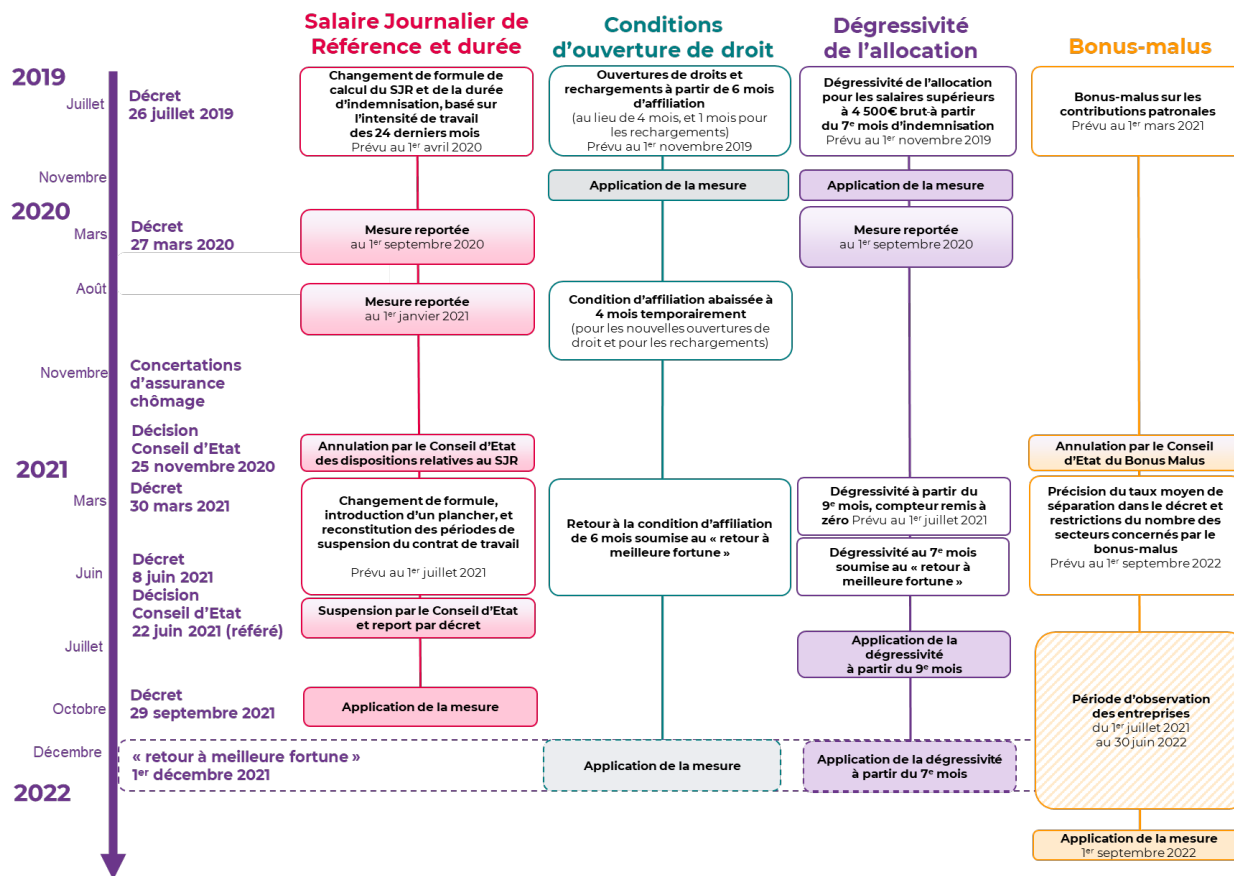 Salaire Journalier de
Référence et durée
Conditions
d'ouverture de droit
Dégressivité
de l'allocation
Bonus-malus
2019
Juillet
Décret
26 juillet 2019
Changement de formule de
calcul du SJR et de la durée
d'indemnisation, basé sur
l'intensité de travail
des 24 derniers mois
Prévu au 1er avril 2020
Ouvertures de droits et
rechargements à partir de 6 mois
d'affiliation
(au lieu de 4 mois, et 1 mois pour
les rechargements)
Prévu au 1er novembre 2019
Dégressivité de l'allocation
pour les salaires supérieurs
à 4 500€ brut à partir
du 7e mois d'indemnisation
Prévu au 1er novembre 2019
Bonus-malus sur les
contributions patronales
Prévu au 1er mars 2021
Novembre
Application de la mesure
Application de la mesure
2020
Mars
Décret
27 mars 2020
Mesure reportée
au 1er septembre 2020
Mesure reportée
au 1er septembre 2020
Août
Mesure reportée
au 1er janvier 2021
Condition d'affiliation abaissée à
4 mois temporairement
(pour les nouvelles ouvertures de
droit et pour les rechargements)
Novembre
Concertations
d'assurance
chômage
Décision
Conseil d'Etat
25 novembre 2020
Annulation par le Conseil d'Etat
des dispositions relatives au SJR
Annulation par le Conseil
d'Etat du Bonus Malus
2021
Mars
Décret
30 mars 2021
Changement de formule,
introduction d'un plancher, et
reconstitution des périodes de
suspension du contrat de travail
Prévu au 1er juillet 2021
Retour à la condition d'affiliation
de 6 mois soumise au « retour à
meilleure fortune »
Dégressivité à partir du
9e mois, compteur remis à
zéro Prévu au 1er juillet 2021
Dégressivité au 7e mois
soumise au « retour à
meilleure fortune »
Précision du taux moyen de
séparation dans le décret et
restrictions du nombre des
secteurs concernés par le
bonus-malus
Prévu au 1er septembre 2022
Juin
Décret
8 juin 2021
Décision
Conseil d'Etat
22 juin 2021 (référé)
Suspension par le Conseil d'Etat
et report par décret
Juillet
Application de la
dégressivité
à partir du 9e mois
Période d'observation
des entreprises
du 1er juillet 2021
au 30 juin 2022
Octobre
Décret
29 septembre 2021
Application de la mesure
Décembre
« retour à meilleure fortune »
1er décembre 2021
Application de la mesure
Application de la dégressivité
à partir du 7e mois
2022
Application de la mesure
1er septembre 2022